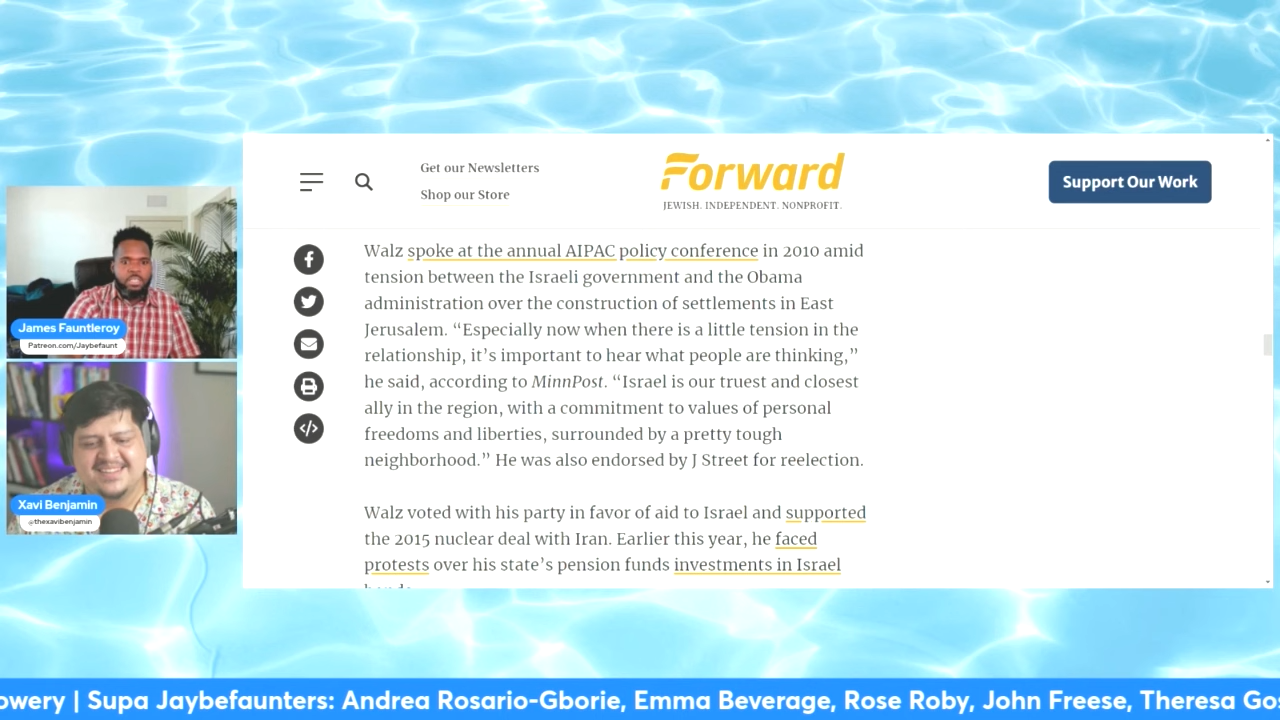 Get our Newsletters
Shop our Store
Forward
JEWISH. INDEPENDENT. NONPROFIT.
Support Our Work
Walz spoke at the annual AIPAC policy conference in 2010 amid
tension between the Israeli government and the Obama
administration over the construction of settlements in East
Jerusalem. “Especially now when there is a little tension in the
relationship, it’s important to hear what people are thinking,”
he said, according to MinnPost. “Israel is our truest and closest
ally in the region, with a commitment to values of personal
freedoms and liberties, surrounded by a pretty tough
neighborhood.” He was also endorsed by J Street for reelection.
Walz voted with his party in favor of aid to Israel and supported
the 2015 nuclear deal with Iran. Earlier this year, he faced
protests over his state’s pension funds investments in Israel
James Fauntleroy
Patreon.com/Jaybefaunt
Xavi Benjamin
@thexavibenjamin
owery | Supa Jaybefaunters: Andrea Rosario-Gborie, Emma Beverage, Rose Roby, John Freese, Theresa Go